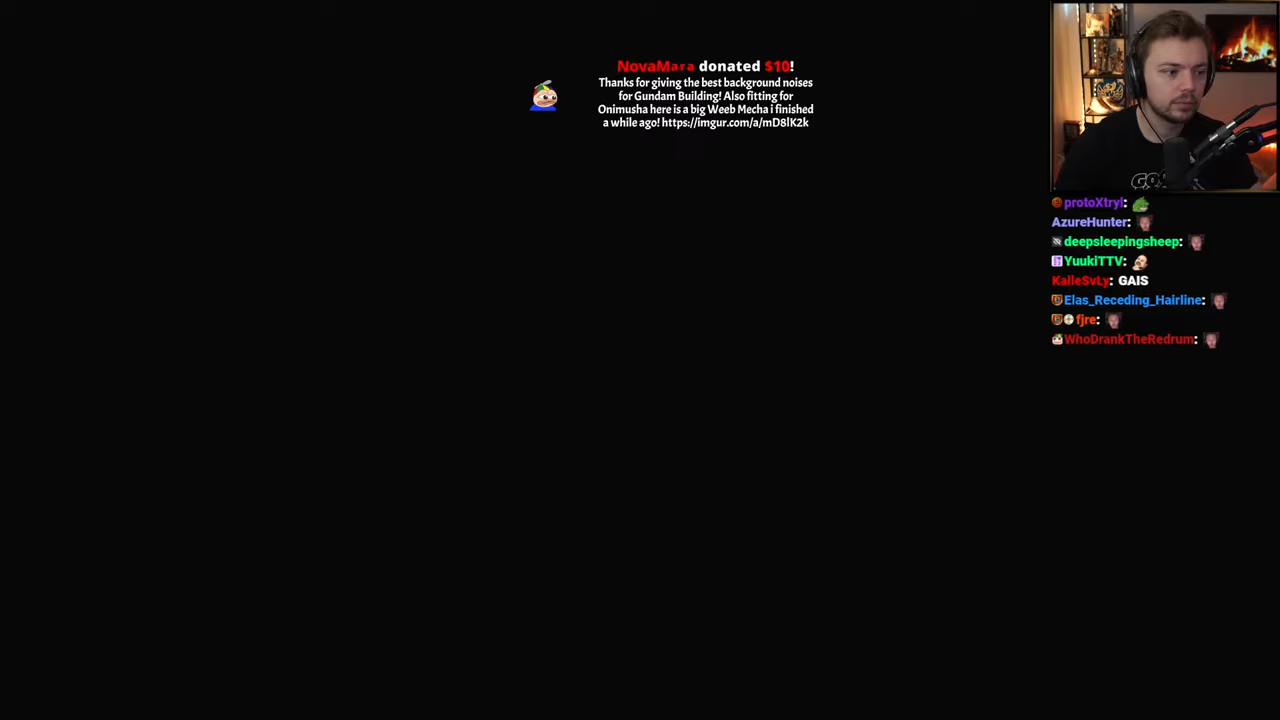 NovaMara donated $10!
Thanks for giving the best background noises
for Gundam Building! Also fitting for
Onimusha here is a big Weeb Mecha i finished
a while ago! https://imgur.com/a/mD8lK2k
protoXtryl:
AzureHunter:
deepsleepingsheep:
YuukiTTV:
KalleSvLy: GAIS
Elas_Receding_Hairline:
fjre:
WhoDrankTheRedrum: